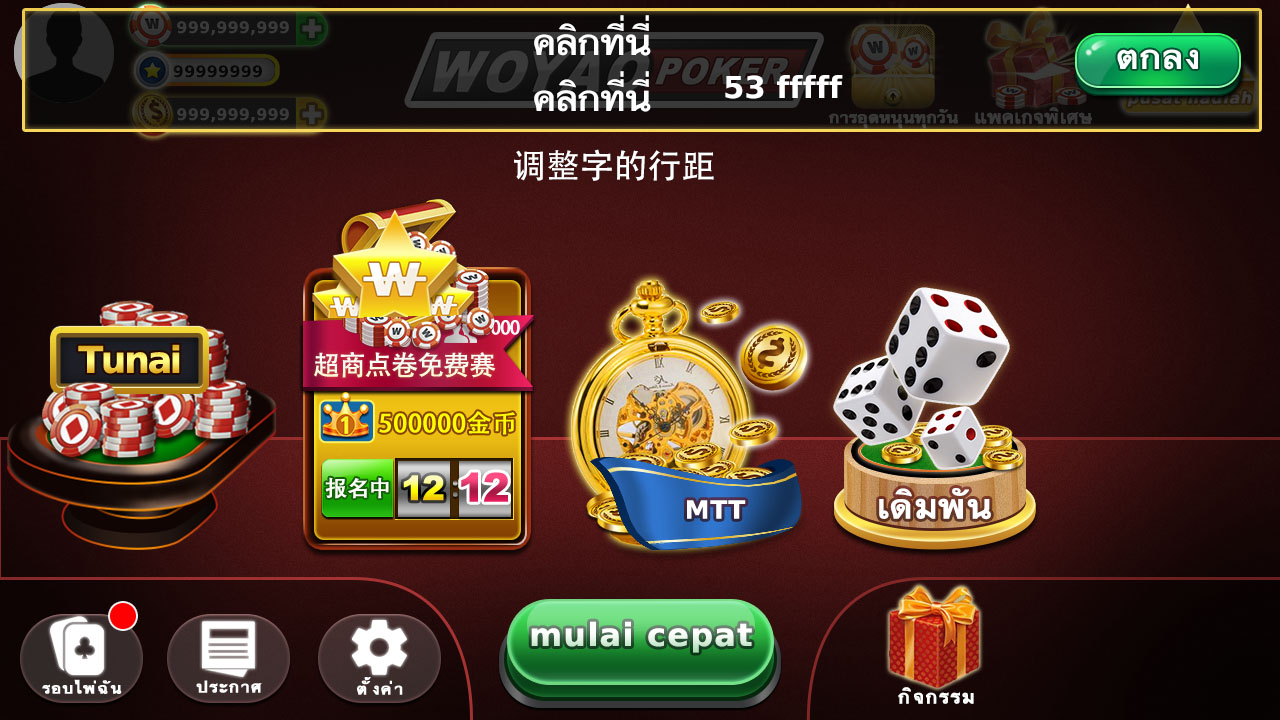 999,999,999
99999999
999,999,999
WOYAO POKER
คลิกที่นี่
คลิกที่นี่
53 fffff
ตกลง
การอุดหนุนทุกวัน
แพคเกจพิเศษ
pusat hadiah
调整字的行距
Tunai
W
000
超商点卷免费赛
1
500000金币
报名中
12:12
MTT
เดิมพัน
รอบไพ่ฉัน
ประกาศ
ตั้งค่า
mulai cepat
กิจกรรม